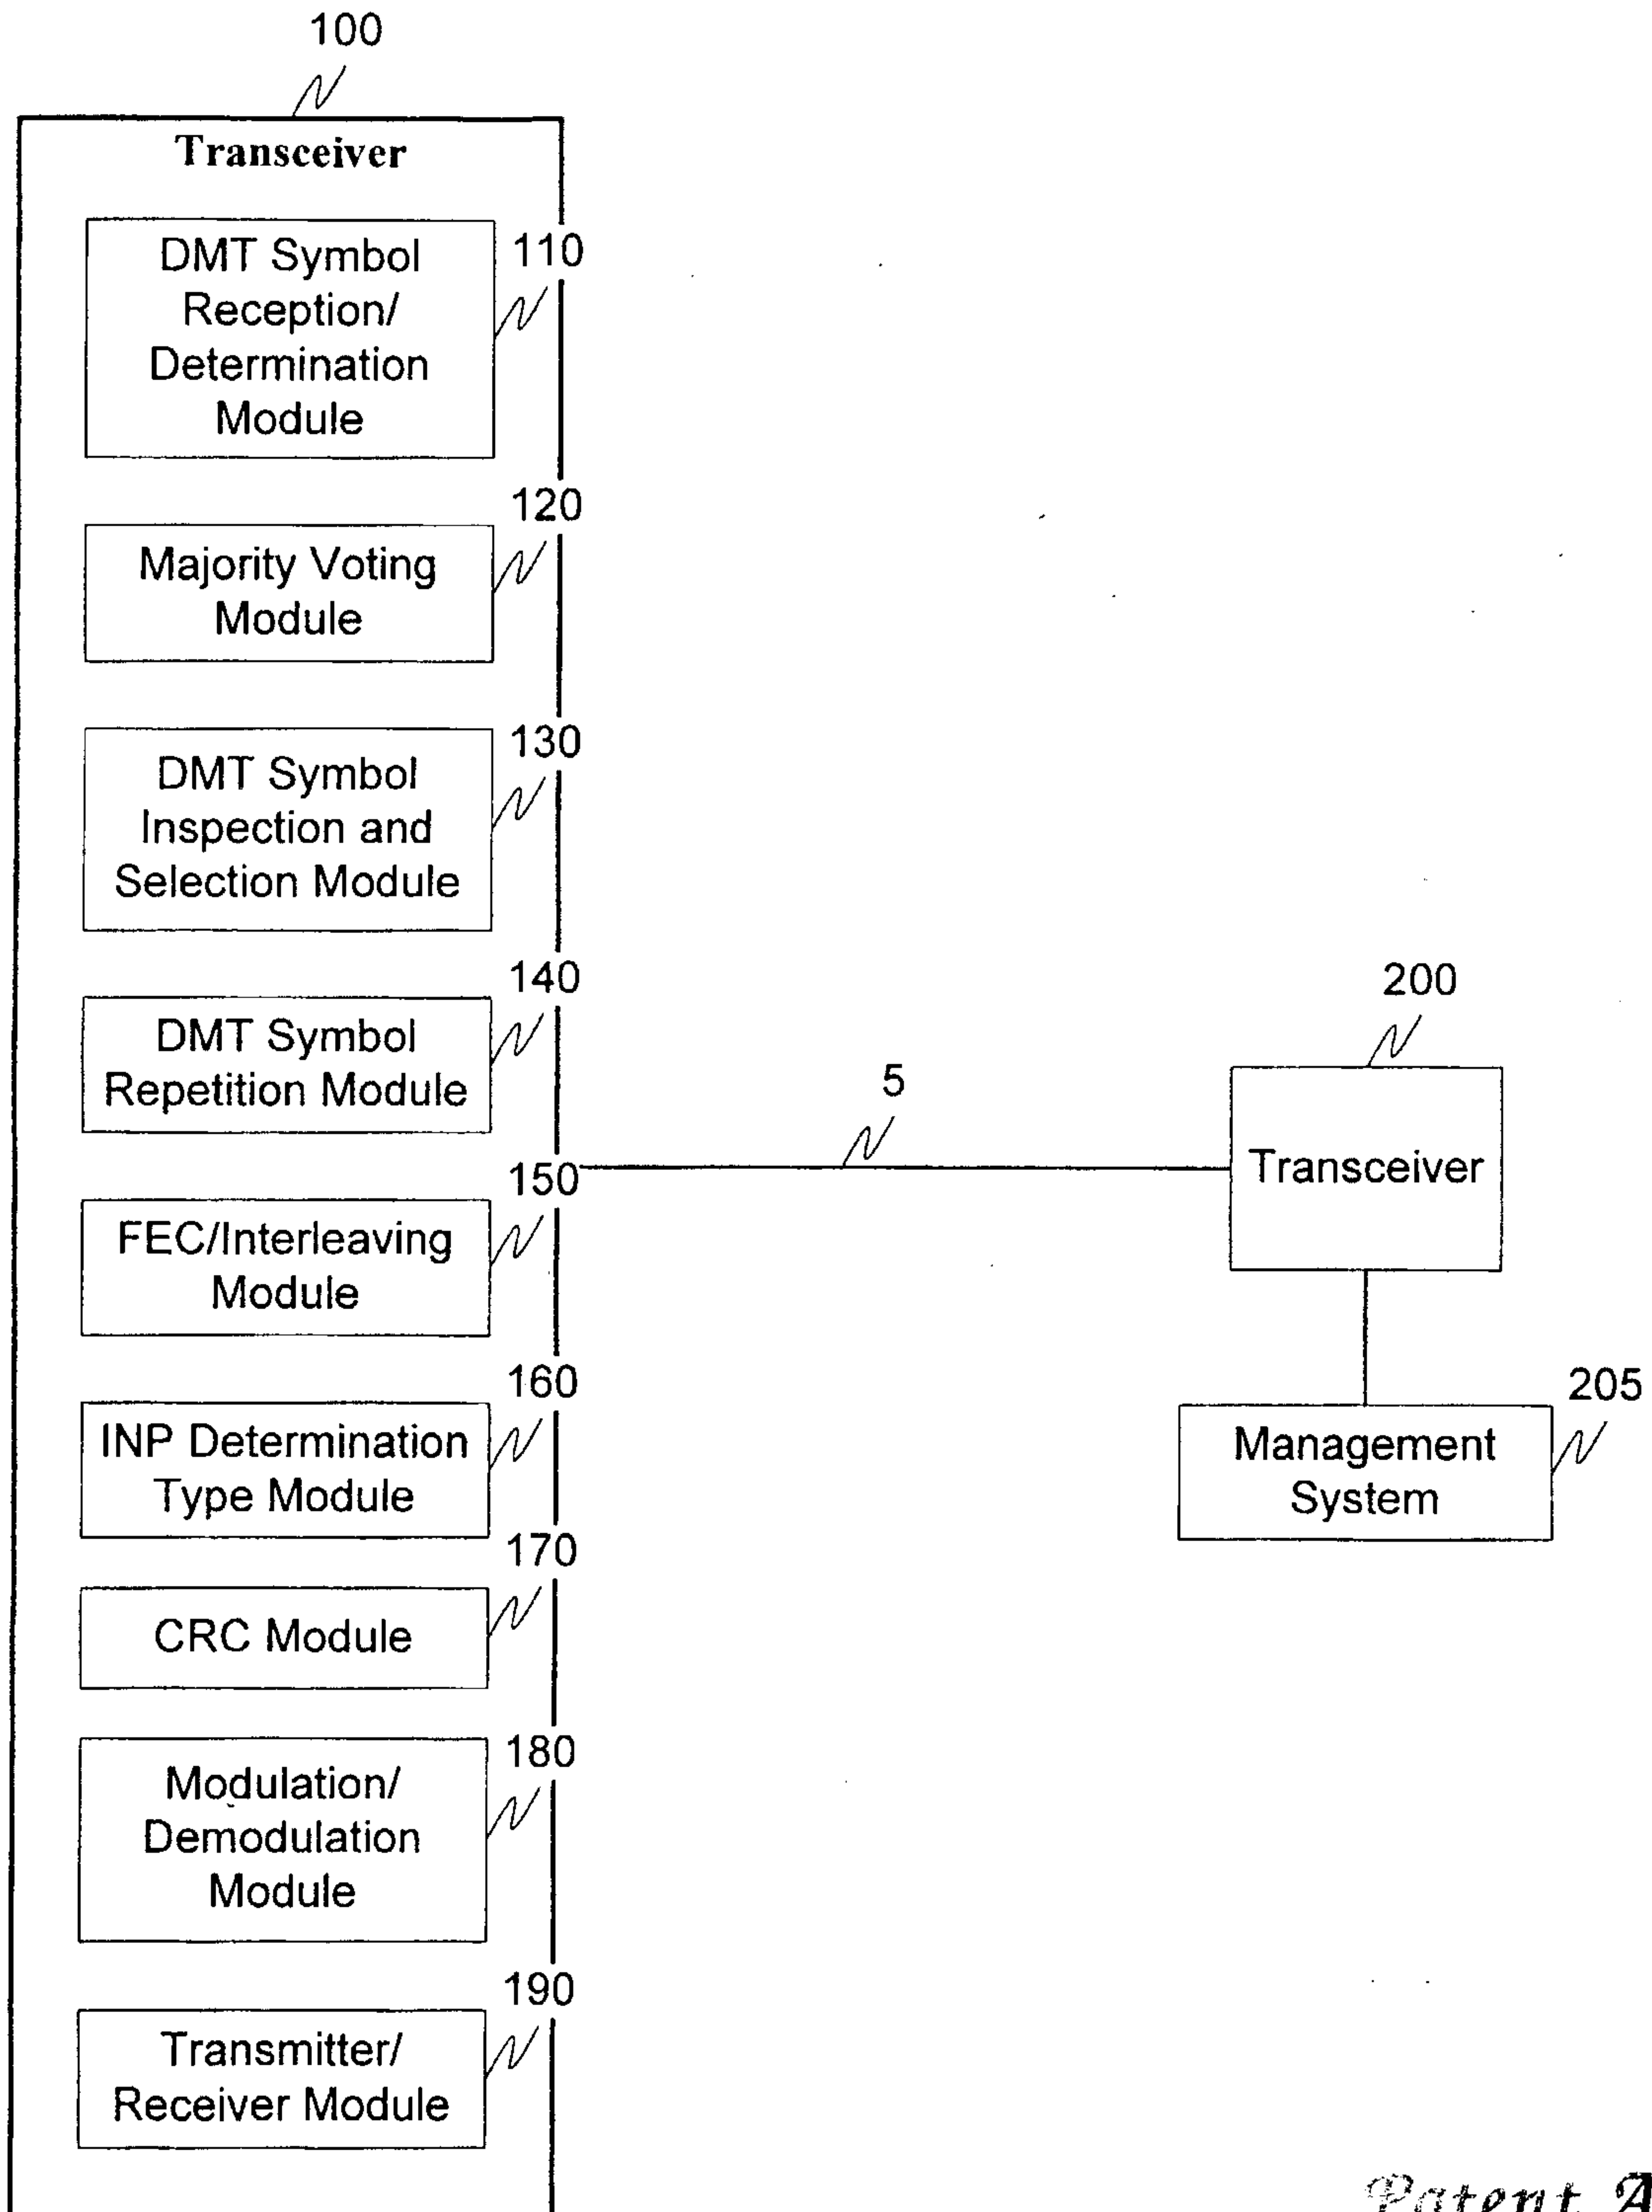 100
Transceiver
DMT Symbol
Reception/
Determination
Module
110
Majority Voting
Module
120
DMT Symbol
Inspection and
Selection Module
130
DMT Symbol
Repetition Module
140
FEC/Interleaving
Module
150
INP Determination
Type Module
160
CRC Module
170
Modulation/
Demodulation
Module
180
Transmitter/
Receiver Module
190
5
200
Transceiver
205
Management
System
Patent